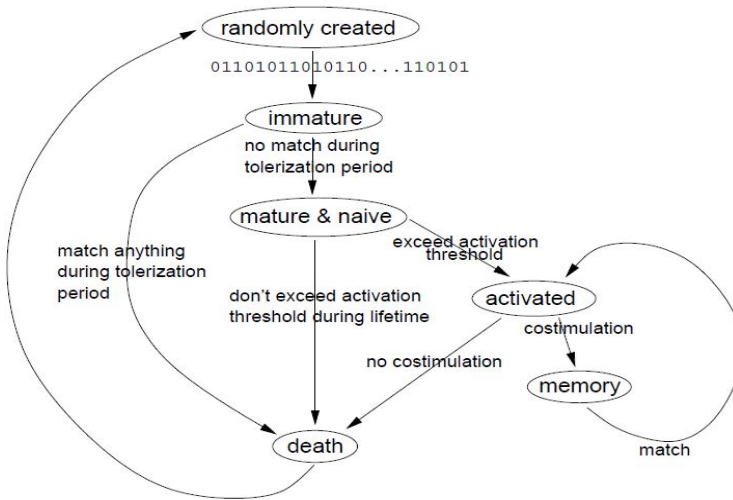 randomly created
01101011010110...110101
immature
no match during
tolerization period
mature & naive
exceed activation
threshold
match anything
during tolerization
period
don't exceed activation
threshold during lifetime
activated
costimulation
no costimulation
memory
death
match